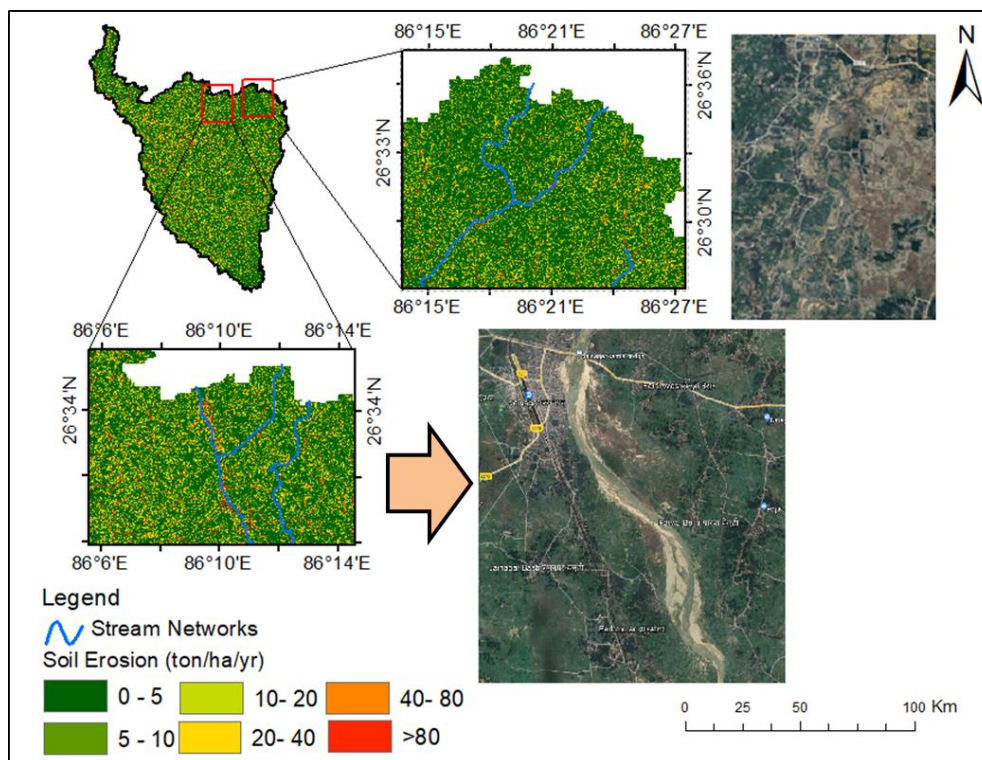 86°15'E 86°21'E 86°27'E
N
26°36'N
26°33'N
26°30'N
86°15'E 86°21'E 86°27'E
86°6'E 86°10'E 86°14'E
26°34'N
26°34'N
86°6'E 86°10'E 86°14'E
Legend
Stream Networks
Soil Erosion (ton/ha/yr)
0 - 5
10- 20
40- 80
5 - 10
20- 40
>80
0 25 50 100 Km